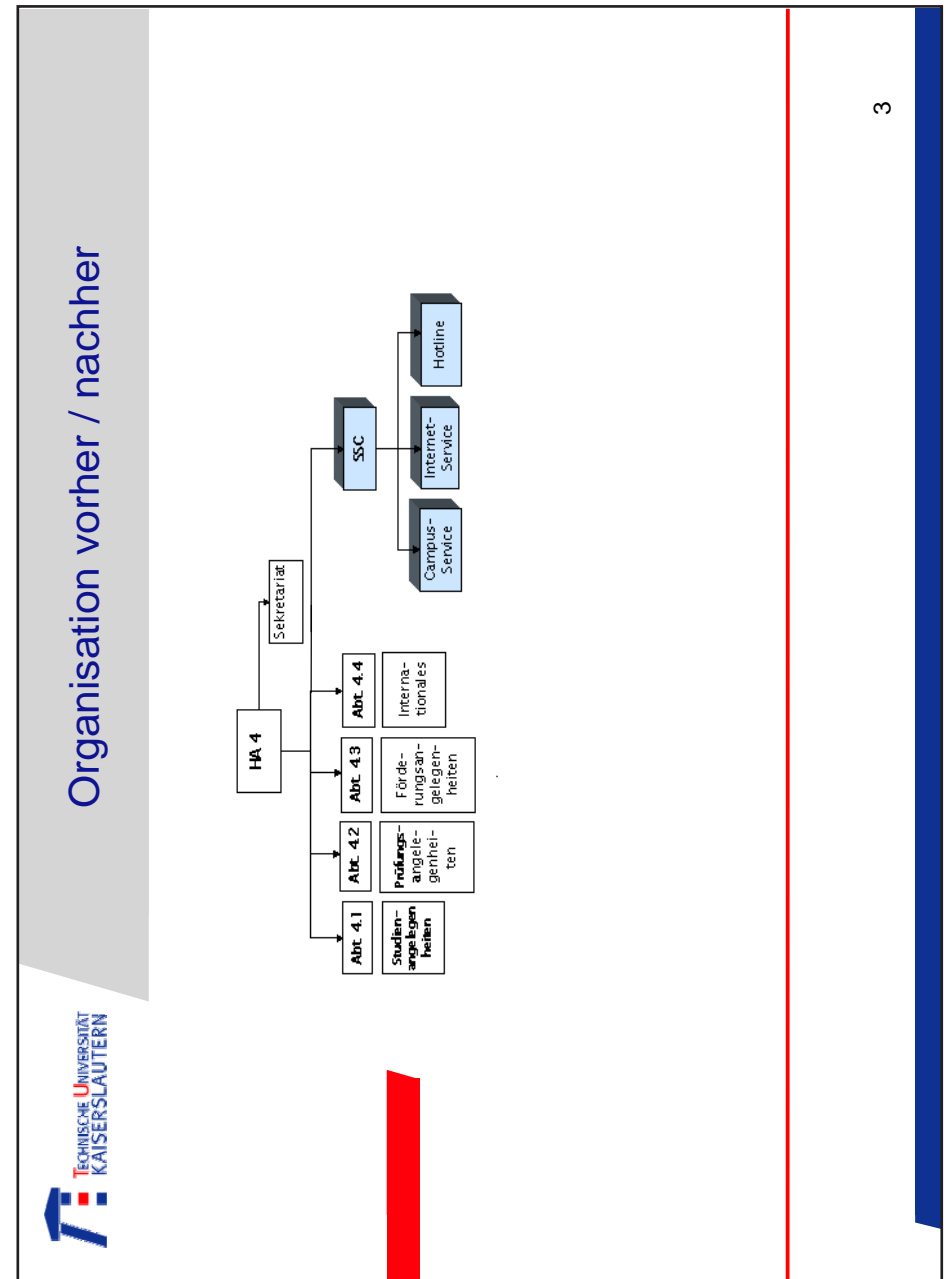 TECHNISCHE UNIVERSITÄT
KAISERSLAUTERN
Organisation vorher / nachher
HA 4
Sekretariat
Abt. 4.1
Abt. 4.2
Abt. 4.3
Abt. 4.4
SSC
Studien-
angelegen
heiten
Prüfungs-
angele-
genhei-
ten
Förde-
rungsan-
gelegen-
heiten
Interna-
tionales
Campus-
Service
Internet-
Service
Hotline
3